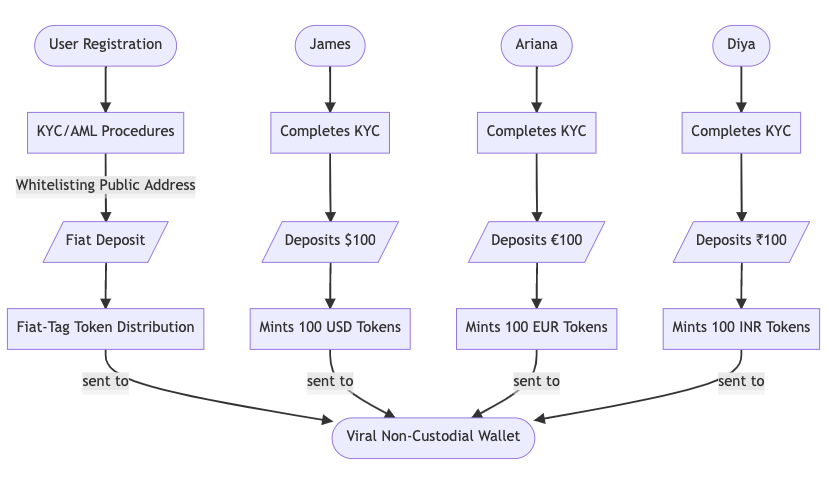 User Registration
James
Ariana
Diya
KYC/AML Procedures
Completes KYC
Completes KYC
Completes KYC
Whitelisting Public Address
Fiat Deposit
Deposits $100
Deposits €100
Deposits ₹100
Fiat-Tag Token Distribution
Mints 100 USD Tokens
Mints 100 EUR Tokens
Mints 100 INR Tokens
sent to
sent to
sent to
sent to
Viral Non-Custodial Wallet